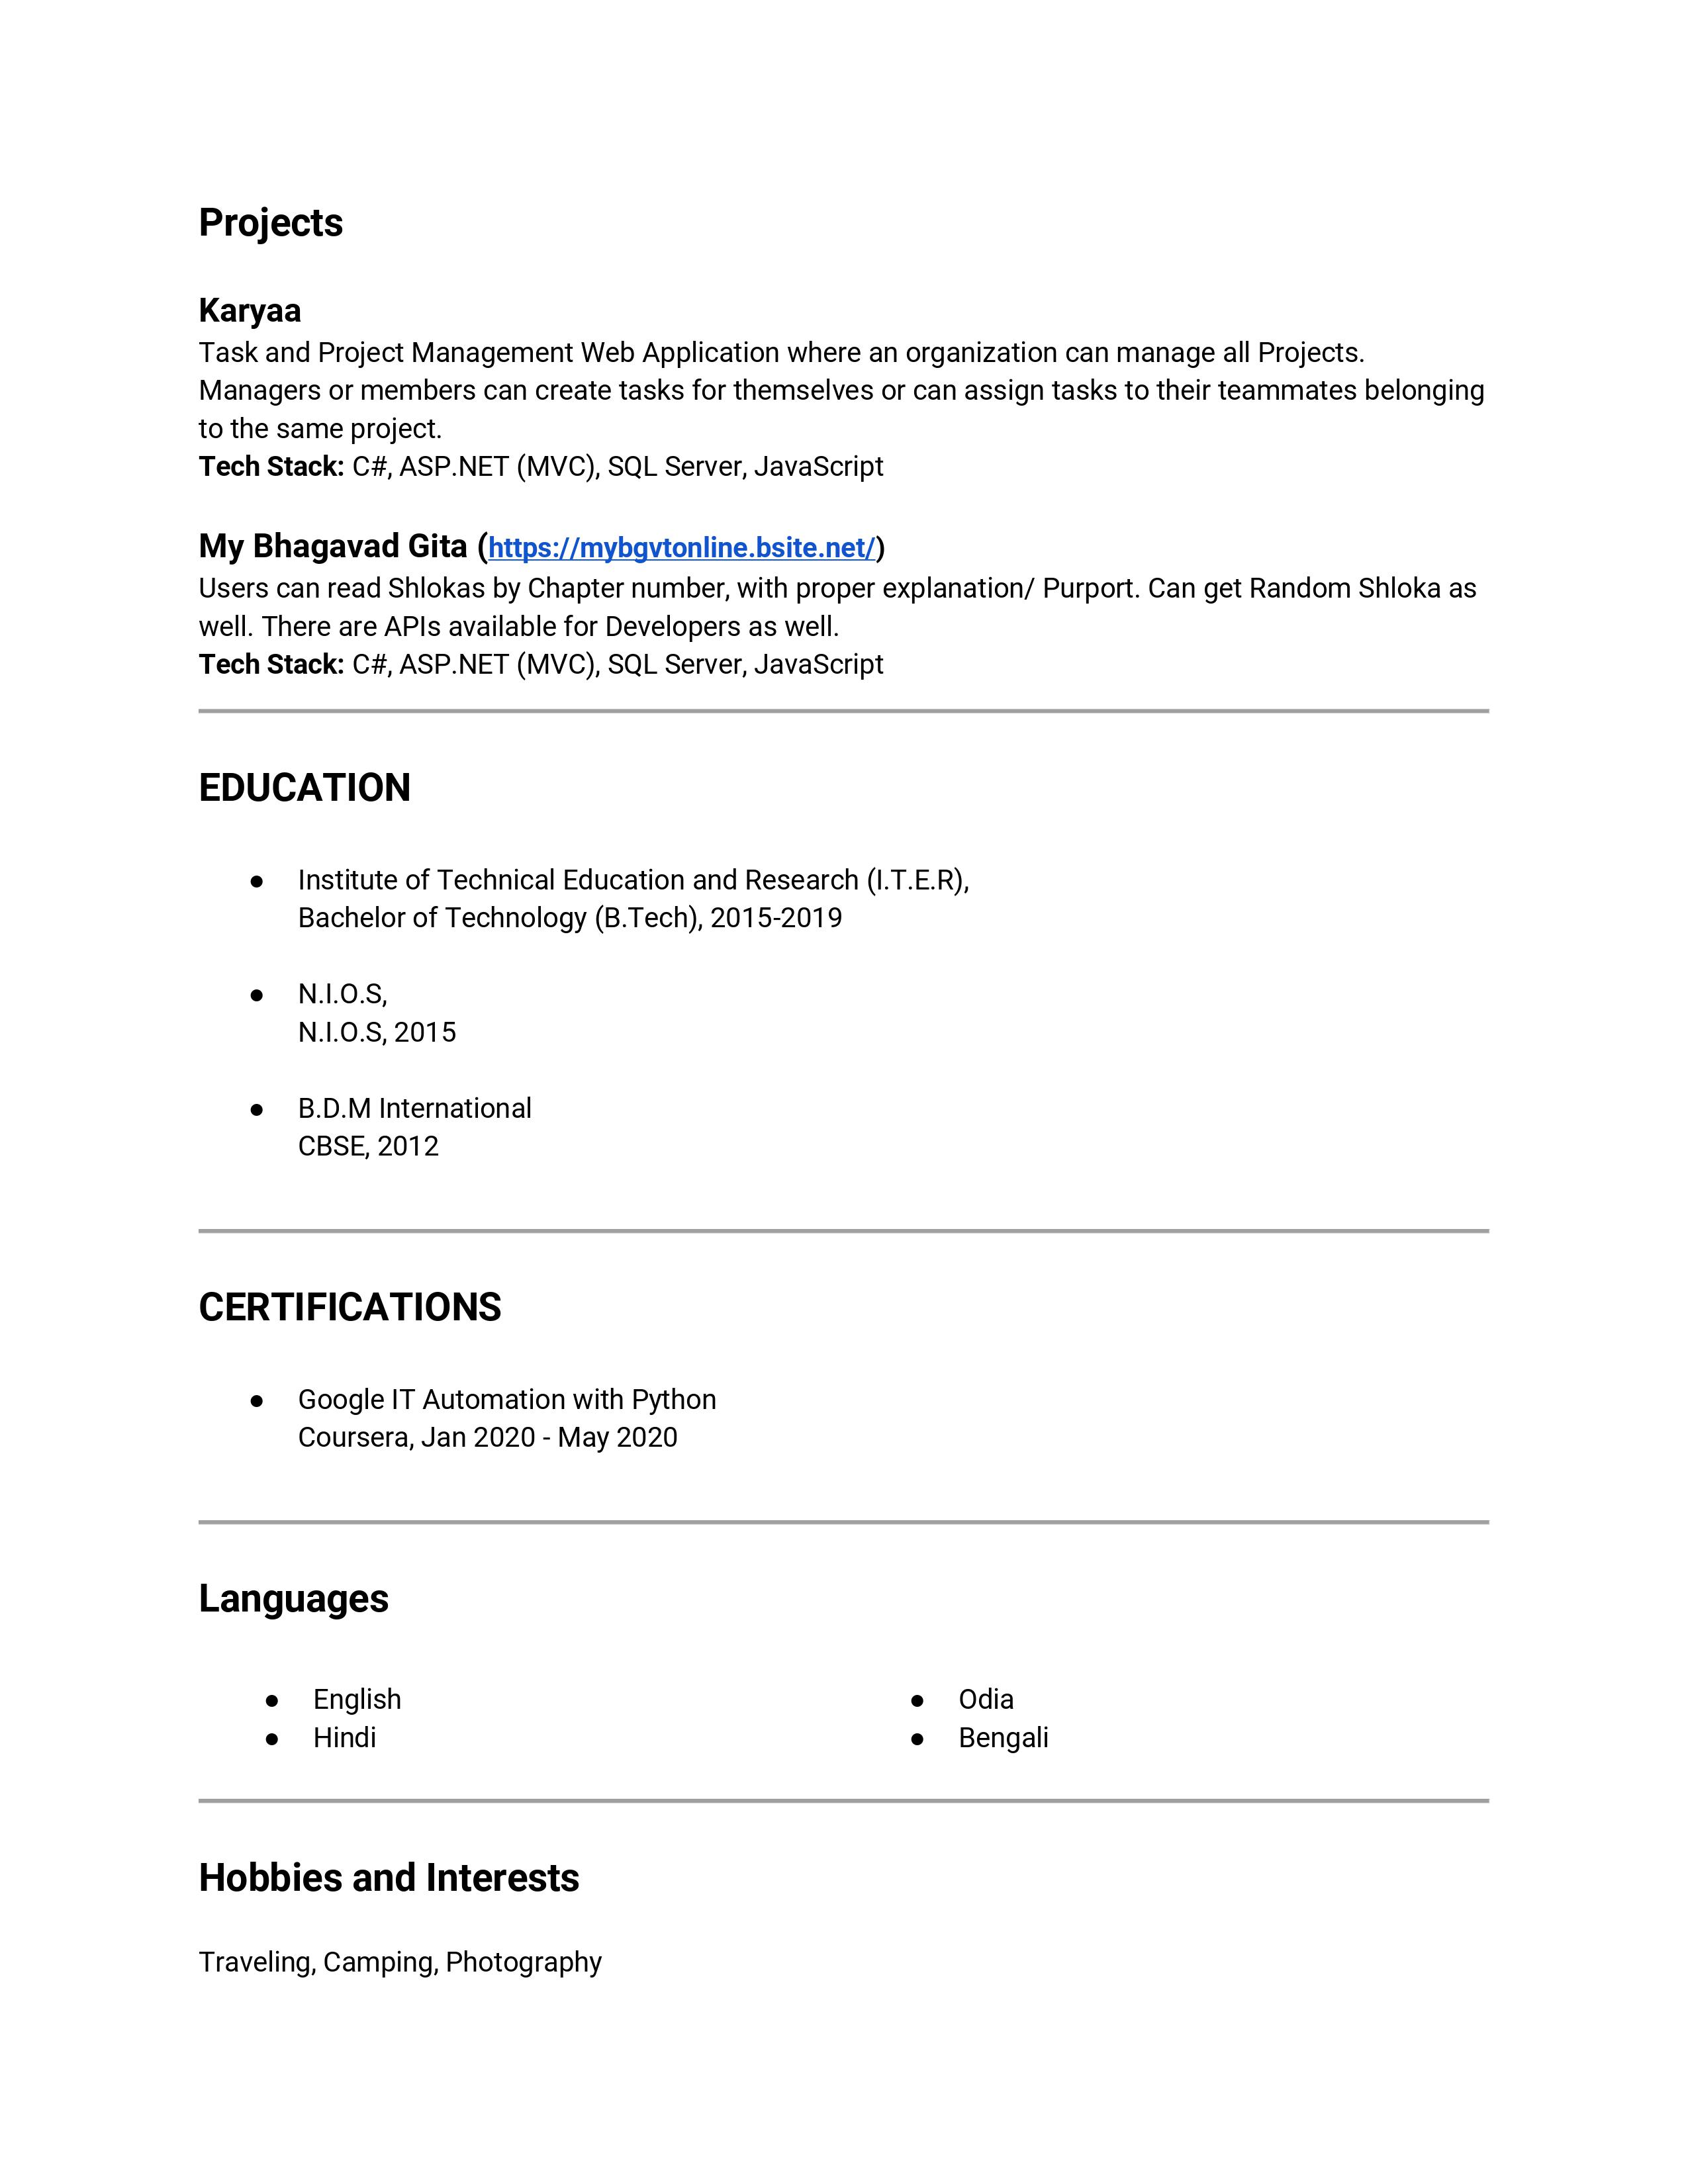 Projects
Karyaa
Task and Project Management Web Application where an organization can manage all Projects.
Managers or members can create tasks for themselves or can assign tasks to their teammates belonging
to the same project.
Tech Stack: C#, ASP.NET (MVC), SQL Server, JavaScript
My Bhagavad Gita (https://mybgvtonline.bsite.net/)
Users can read Shlokas by Chapter number, with proper explanation/ Purport. Can get Random Shloka as
well. There are APIs available for Developers as well.
Tech Stack: C#, ASP.NET (MVC), SQL Server, JavaScript
EDUCATION
● Institute of Technical Education and Research (I.T.E.R),
Bachelor of Technology (B.Tech), 2015-2019
● N.I.O.S,
N.I.O.S, 2015
● B.D.M International
CBSE, 2012
CERTIFICATIONS
● Google IT Automation with Python
Coursera, Jan 2020 - May 2020
Languages
● English
● Hindi
● Odia
● Bengali
Hobbies and Interests
Traveling, Camping, Photography